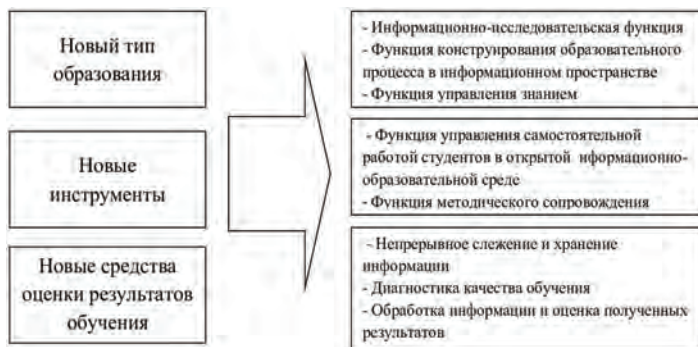 Новый тип
образования
- Информационно-исследовательская функция
- Функция конструирования образовательного
процесса в информационном пространстве
- Функция управления знанием
Новые
инструменты
- Функция управления самостоятельной
работой студентов в открытой  нформационно-
образовательной среде
- Функция методического сопровождения
Новые средства
оценки результатов
обучения
- Непрерывное слежение и хранение
информации
- Диагностика качества обучения
- Обработка информации и оценка полученных
результатов